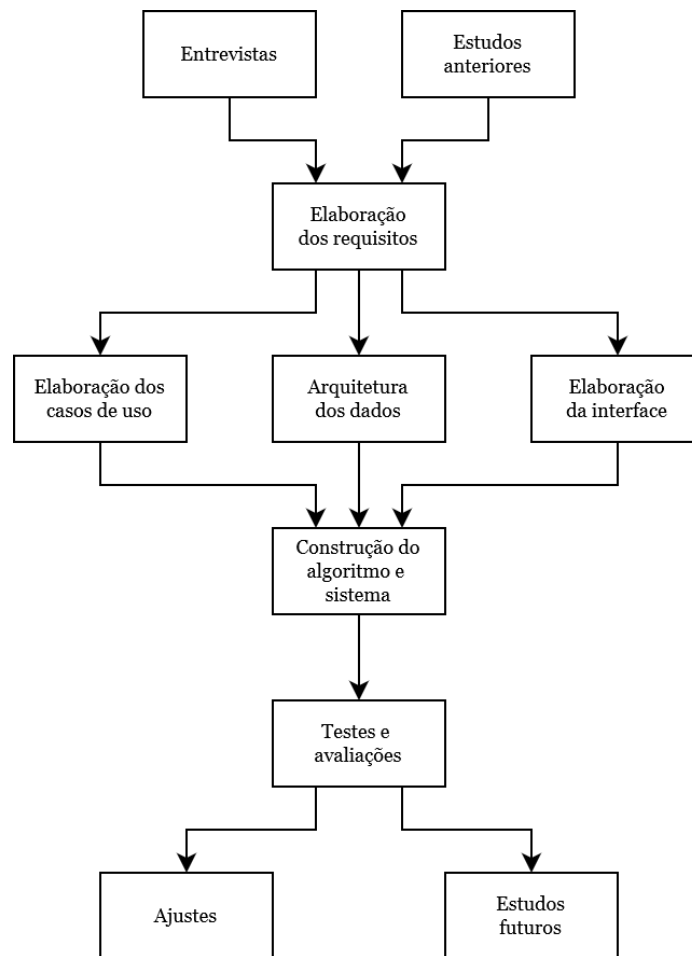 Entrevistas
Estudos
anteriores
Elaboração
dos requisitos
Elaboração dos
casos de uso
Arquitetura
dos dados
Elaboração
da interface
Construção do
algoritmo e
sistema
Testes e
avaliações
Ajustes
Estudos
futuros